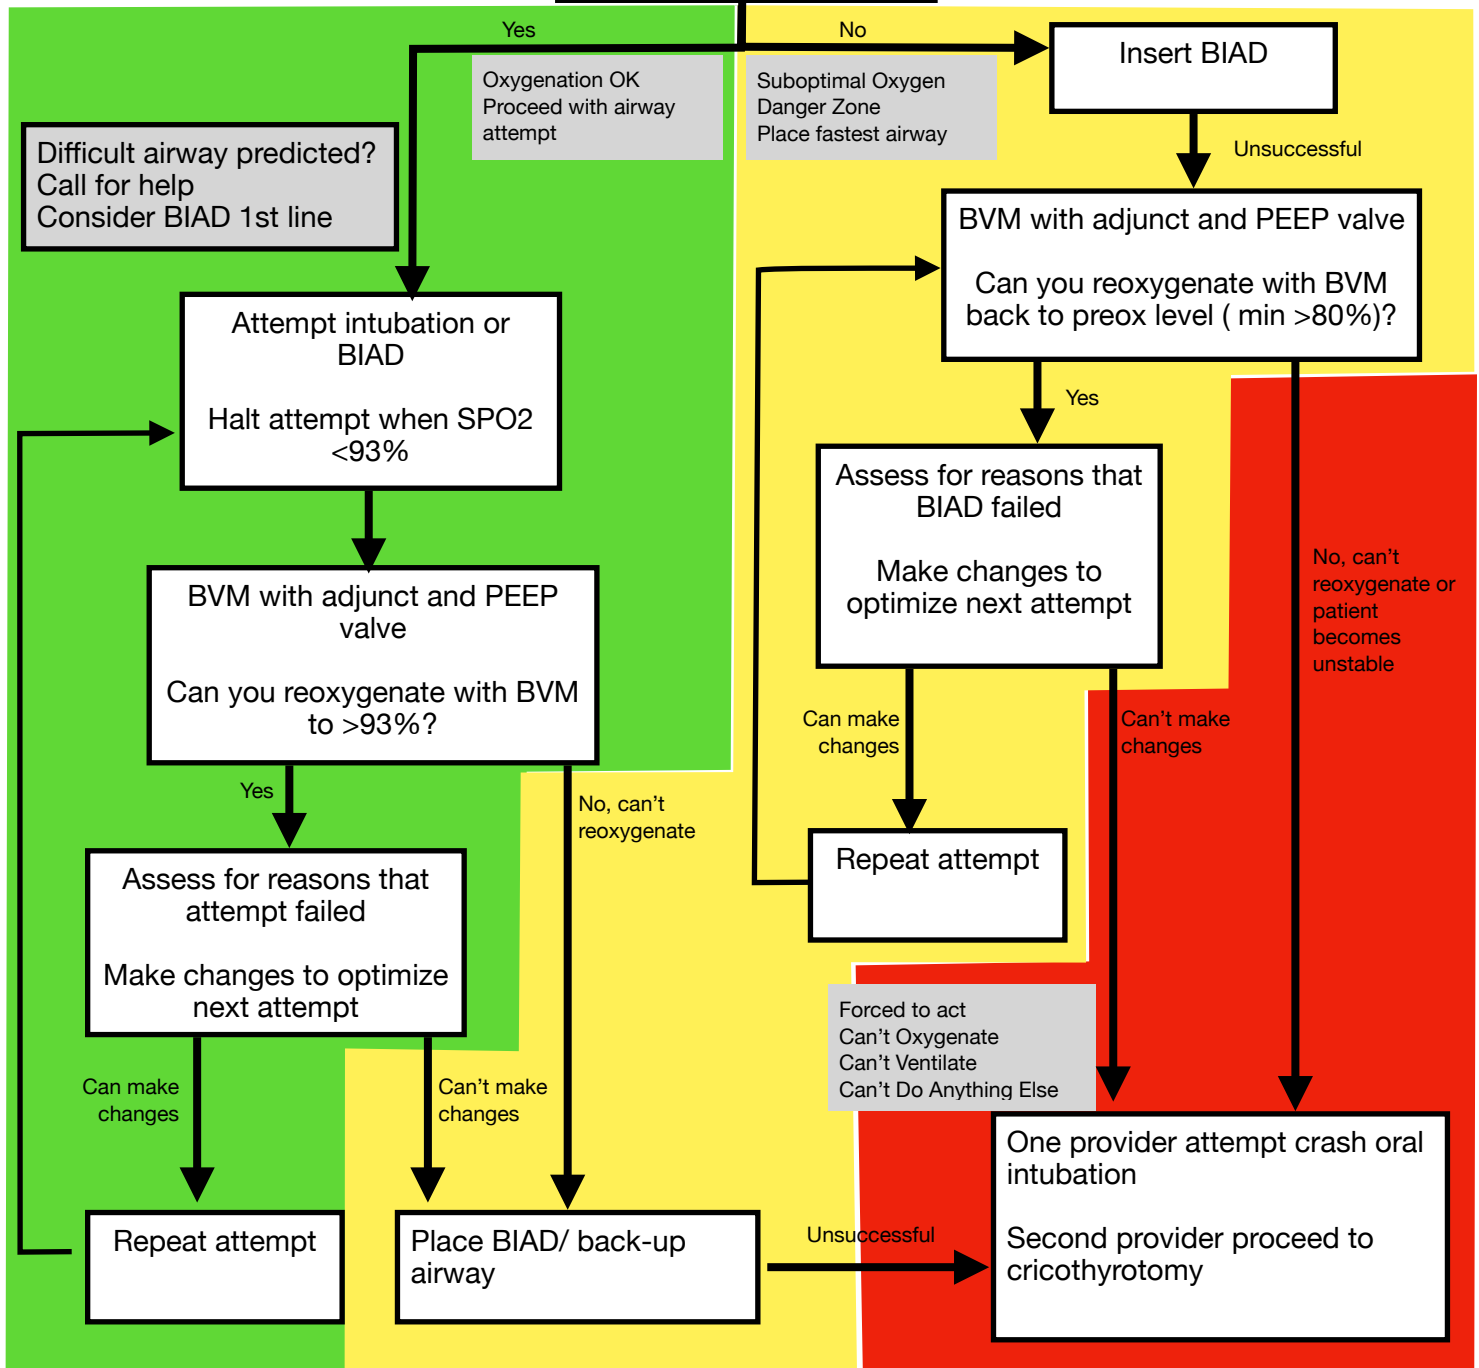 Yes
No
Oxygenation OK
Proceed with airway
attempt
Suboptimal Oxygen
Danger Zone
Place fastest airway
Insert BIAD
Difficult airway predicted?
Call for help
Consider BIAD 1st line
Unsuccessful
BVM with adjunct and PEEP valve
Can you reoxygenate with BVM
back to preox level ( min >80%)?
Attempt intubation or
BIAD
Halt attempt when SPO2
<93%
Yes
Assess for reasons that
BIAD failed
Make changes to
optimize next attempt
No, can't
reoxygenate or
patient
becomes
unstable
BVM with adjunct and PEEP
valve
Can you reoxygenate with BVM
to >93%?
Can make
changes
Can't make
changes
Yes
No, can't
reoxygenate
Repeat attempt
Assess for reasons that
attempt failed
Make changes to optimize
next attempt
Forced to act
Can't Oxygenate
Can't Ventilate
Can't Do Anything Else
Can make
changes
Can't make
changes
One provider attempt crash oral
intubation
Second provider proceed to
cricothyrotomy
Repeat attempt
Place BIAD/ back-up
airway
Unsuccessful